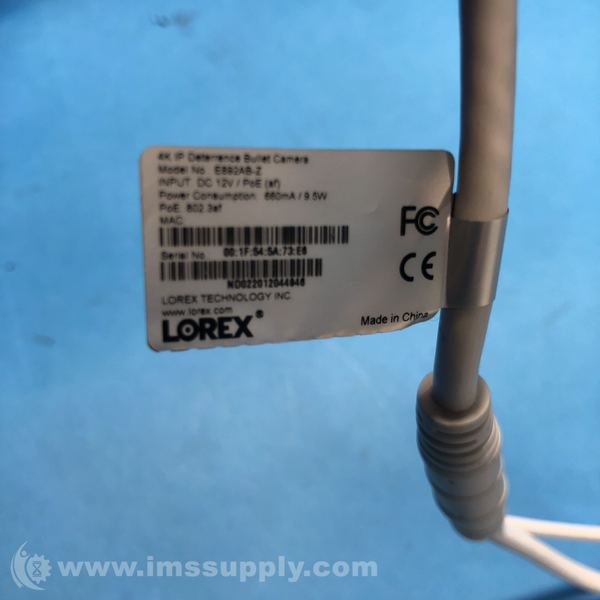 4K IP Deterrence Bullet Camera
Model No. E892AB-Z
INPUT: DC 12V / PoE (af)
Power Consumption: 660mA / 9.5W
PoE: 802.3af
MAC:
00:1F:54:5A:73:E6
Serial No.
ND022012044946
LOREX TECHNOLOGY INC.
www.lorex.com
LOREX®
FC
CE
Made in China
www.imssupply.com